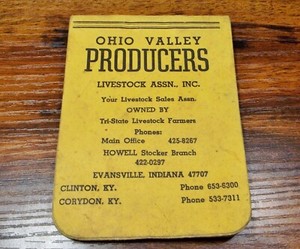 OHIO VALLEY
PRODUCERS
LIVESTOCK ASSN., INC.
Your Livestock Sales Assn.
OWNED BY
Tri-State Livestock Farmers
Phones:
Main Office 425-8267
HOWELL Stocker Branch
422-0297
EVANSVILLE, INDIANA 47707
CLINTON, KY. Phone 653-6300
CORYDON, KY. Phone 533-7311